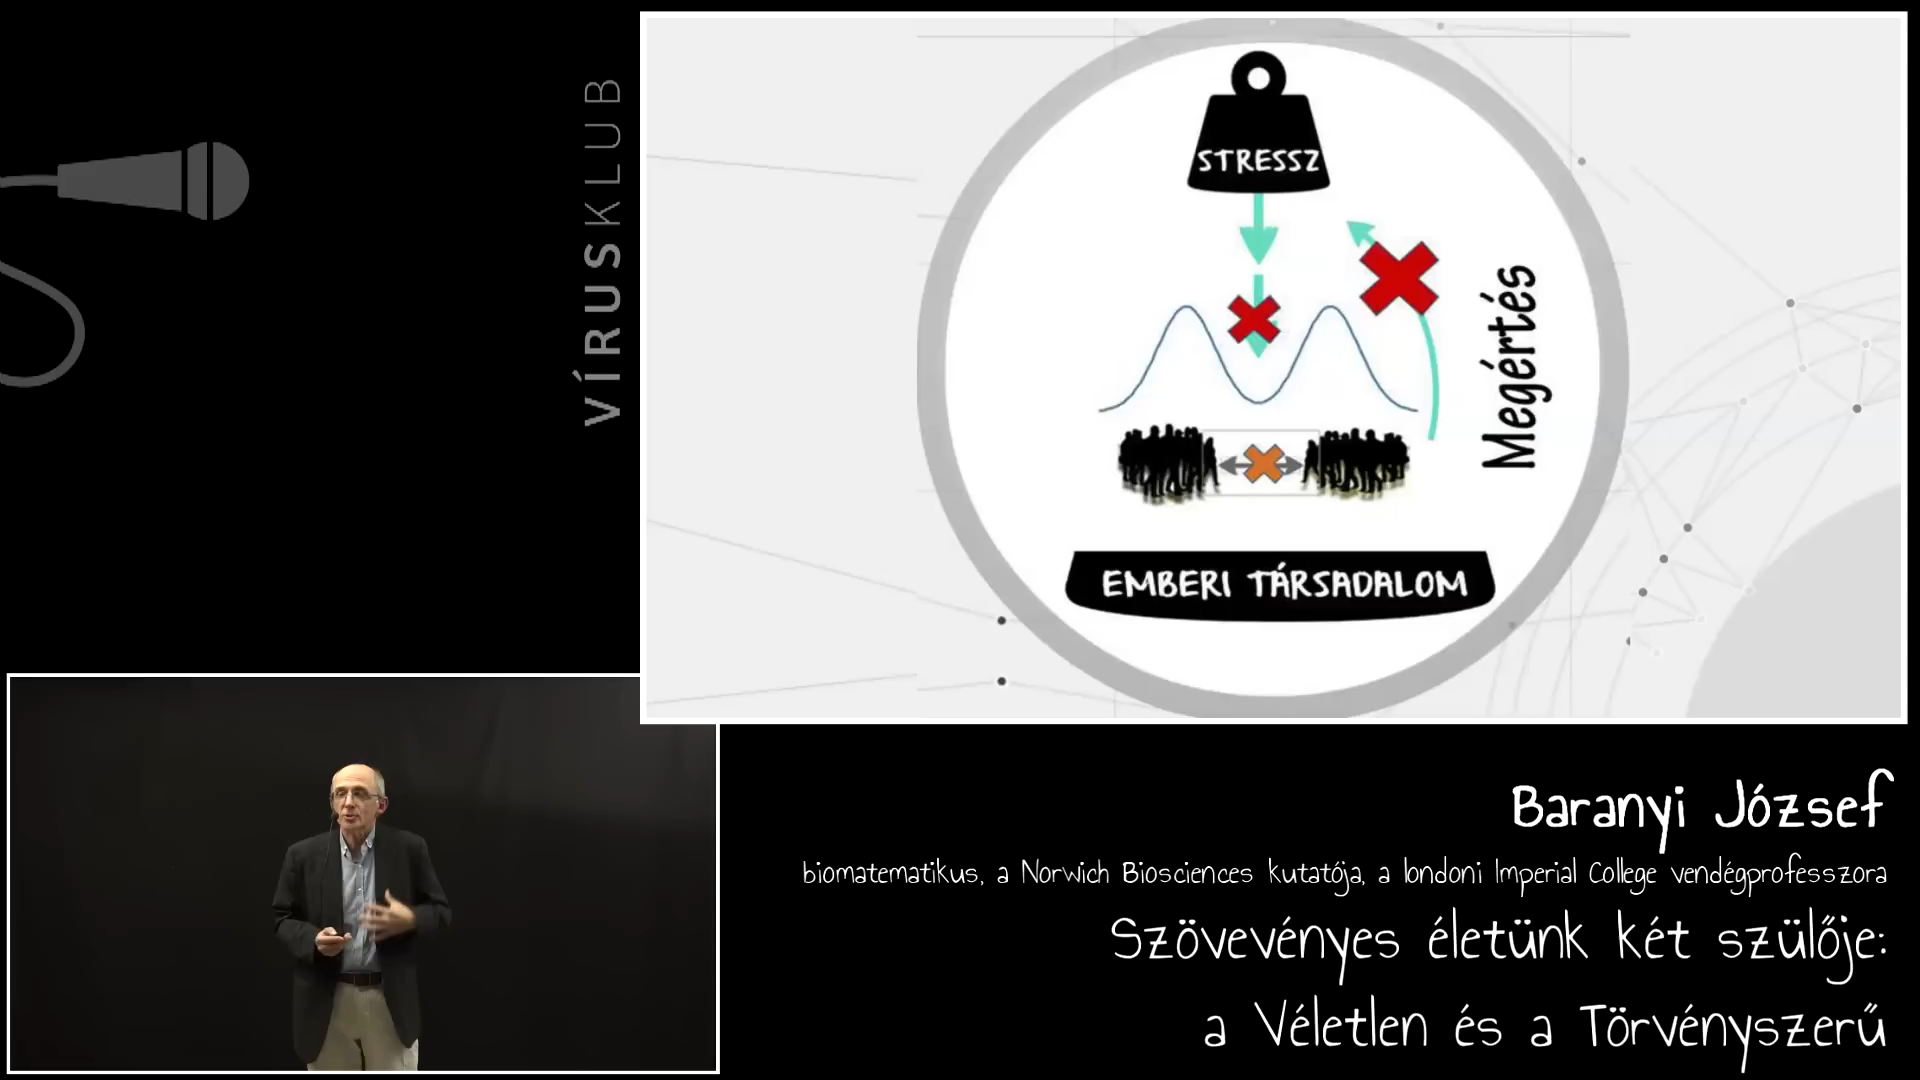 VÍRUSKLUB
STRESSZ
Megértés
EMBERI TÁRSADALOM
Baranyi József
biomatematikus, a Norwich Biosciences kutatója, a londoni Imperial College vendégprofesszora
Szövevényes életünk két szülője:
a Véletlen és a Törvényszerű